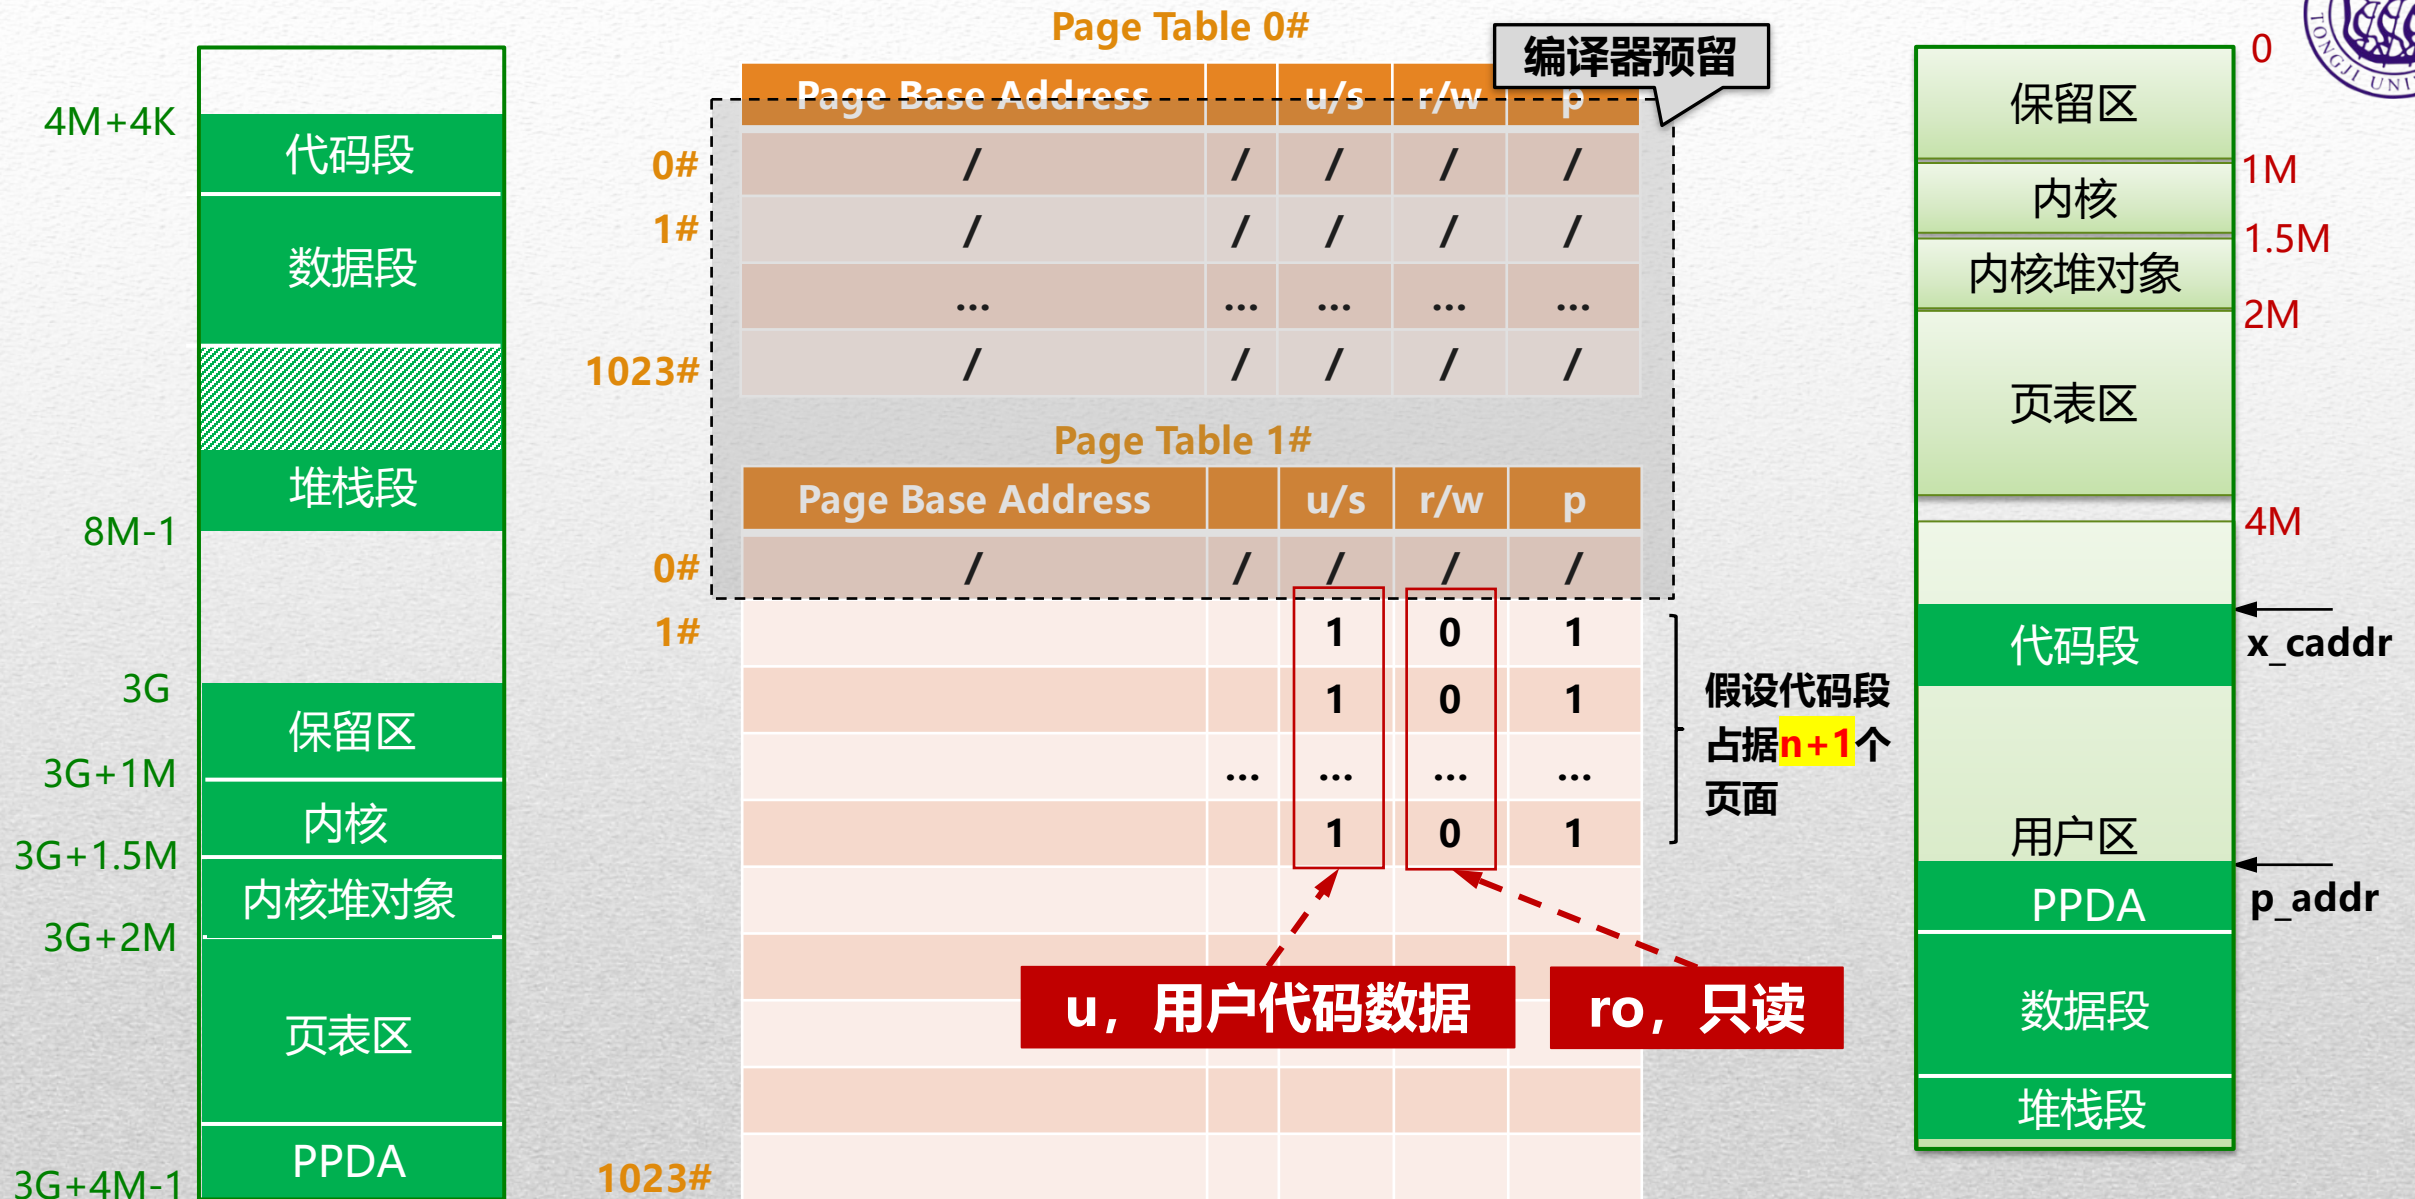 4M+4K
代码段
数据段
堆栈段
8M-1
3G
保留区
3G+1M
内核
3G+1.5M
内核堆对象
3G+2M
页表区
PPDA
3G+4M-1
Page Table 0#
编译器预留
Page Base Address u/s r/w p
0# / / / / /
1# / / / / /
... ... ... ... ...
1023# / / / / /
Page Table 1#
Page Base Address u/s r/w p
0# / / / / /
1# 1 0 1
1 0 1
... ... ... ...
1 0 1
1023#
假设代码段
占据n+1个
页面
u，用户代码数据
ro，只读
0
保留区
1M
内核
1.5M
内核堆对象
2M
页表区
4M
代码段
x_caddr
用户区
PPDA
p_addr
数据段
堆栈段
TONGJI UNI